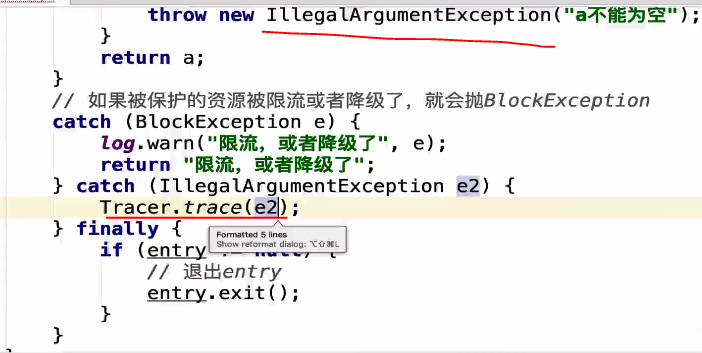 throw new IllegalArgumentException("a不能为空");
}
return a;
}
// 如果被保护的资源被限流或者降级了，就会抛BlockException
catch (BlockException e) {
log.warn("限流，或者降级了", e);
return "限流，或者降级了";
} catch (IllegalArgumentException e2) {
Tracer.trace(e2);
} finally {
Formatted 5 lines
Show reformat dialog: ⌥⇧⌘L
if (entry != null) {
// 退出entry
entry.exit();
}
}